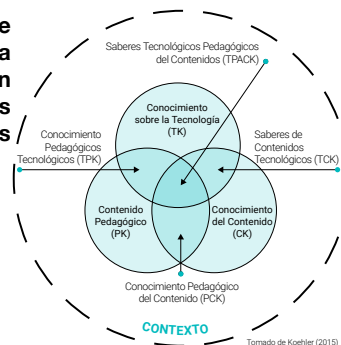 e
a
n
s
s
Saberes Tecnológicos Pedagógicos
del Contenidos (TPACK)
Conocimiento
sobre la Tecnología
(TK)
Conocimiento
Pedagógicos
Tecnológicos (TPK)
Saberes de
Contenidos
Tecnológicos (TCK)
Contenido
Pedagógico
(PK)
Conocimiento
del Contenido
(CK)
Conocimiento Pedagógico
del Contenido (PCK)
CONTEXTO
Tomado de Koehler (2015)